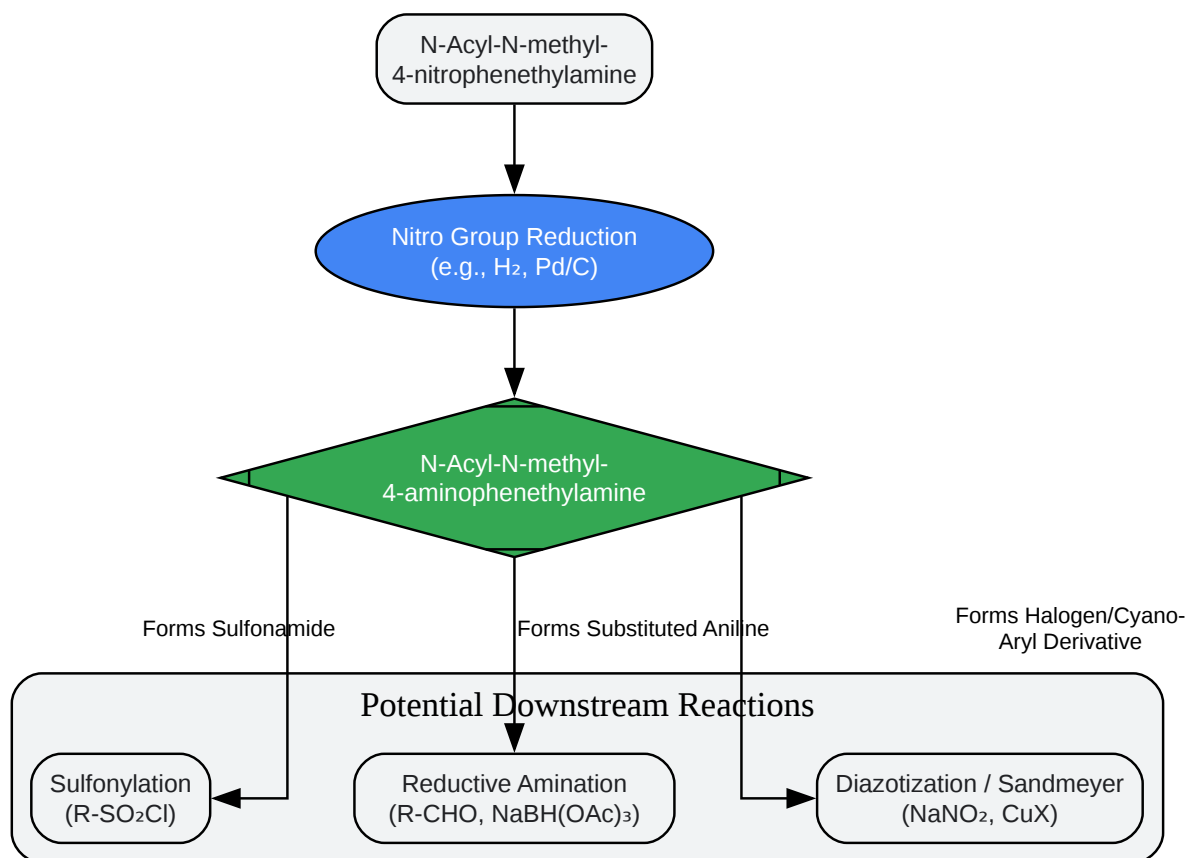 N-Acyl-N-methyl-
4-nitrophenethylamine
Nitro Group Reduction
(e.g., H₂, Pd/C)
N-Acyl-N-methyl-
4-aminophenethylamine
Forms Sulfonamide
Forms Substituted Aniline
Forms Halogen/Cyano-
Aryl Derivative
Potential Downstream Reactions
Sulfonylation
(R-SO₂Cl)
Reductive Amination
(R-CHO, NaBH(OAc)₃)
Diazotization / Sandmeyer
(NaNO₂, CuX)